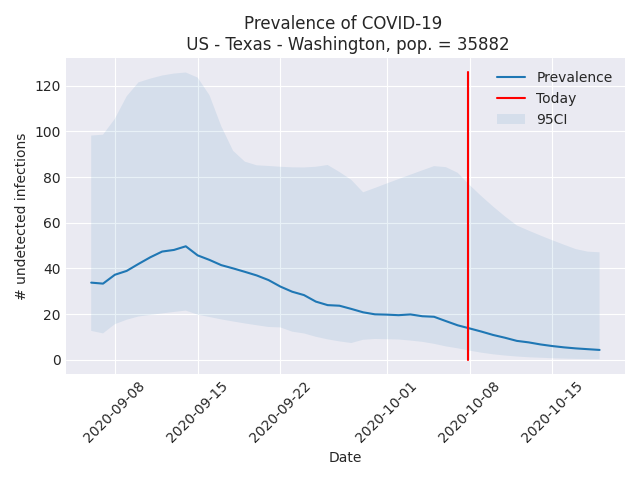 Prevalence of COVID-19
US - Texas - Washington, pop. = 35882
Prevalence
Today
95CI
# undetected infections
120
100
80
60
40
20
0
2020-09-08
2020-09-15
2020-09-22
2020-10-01
2020-10-08
2020-10-15
Date